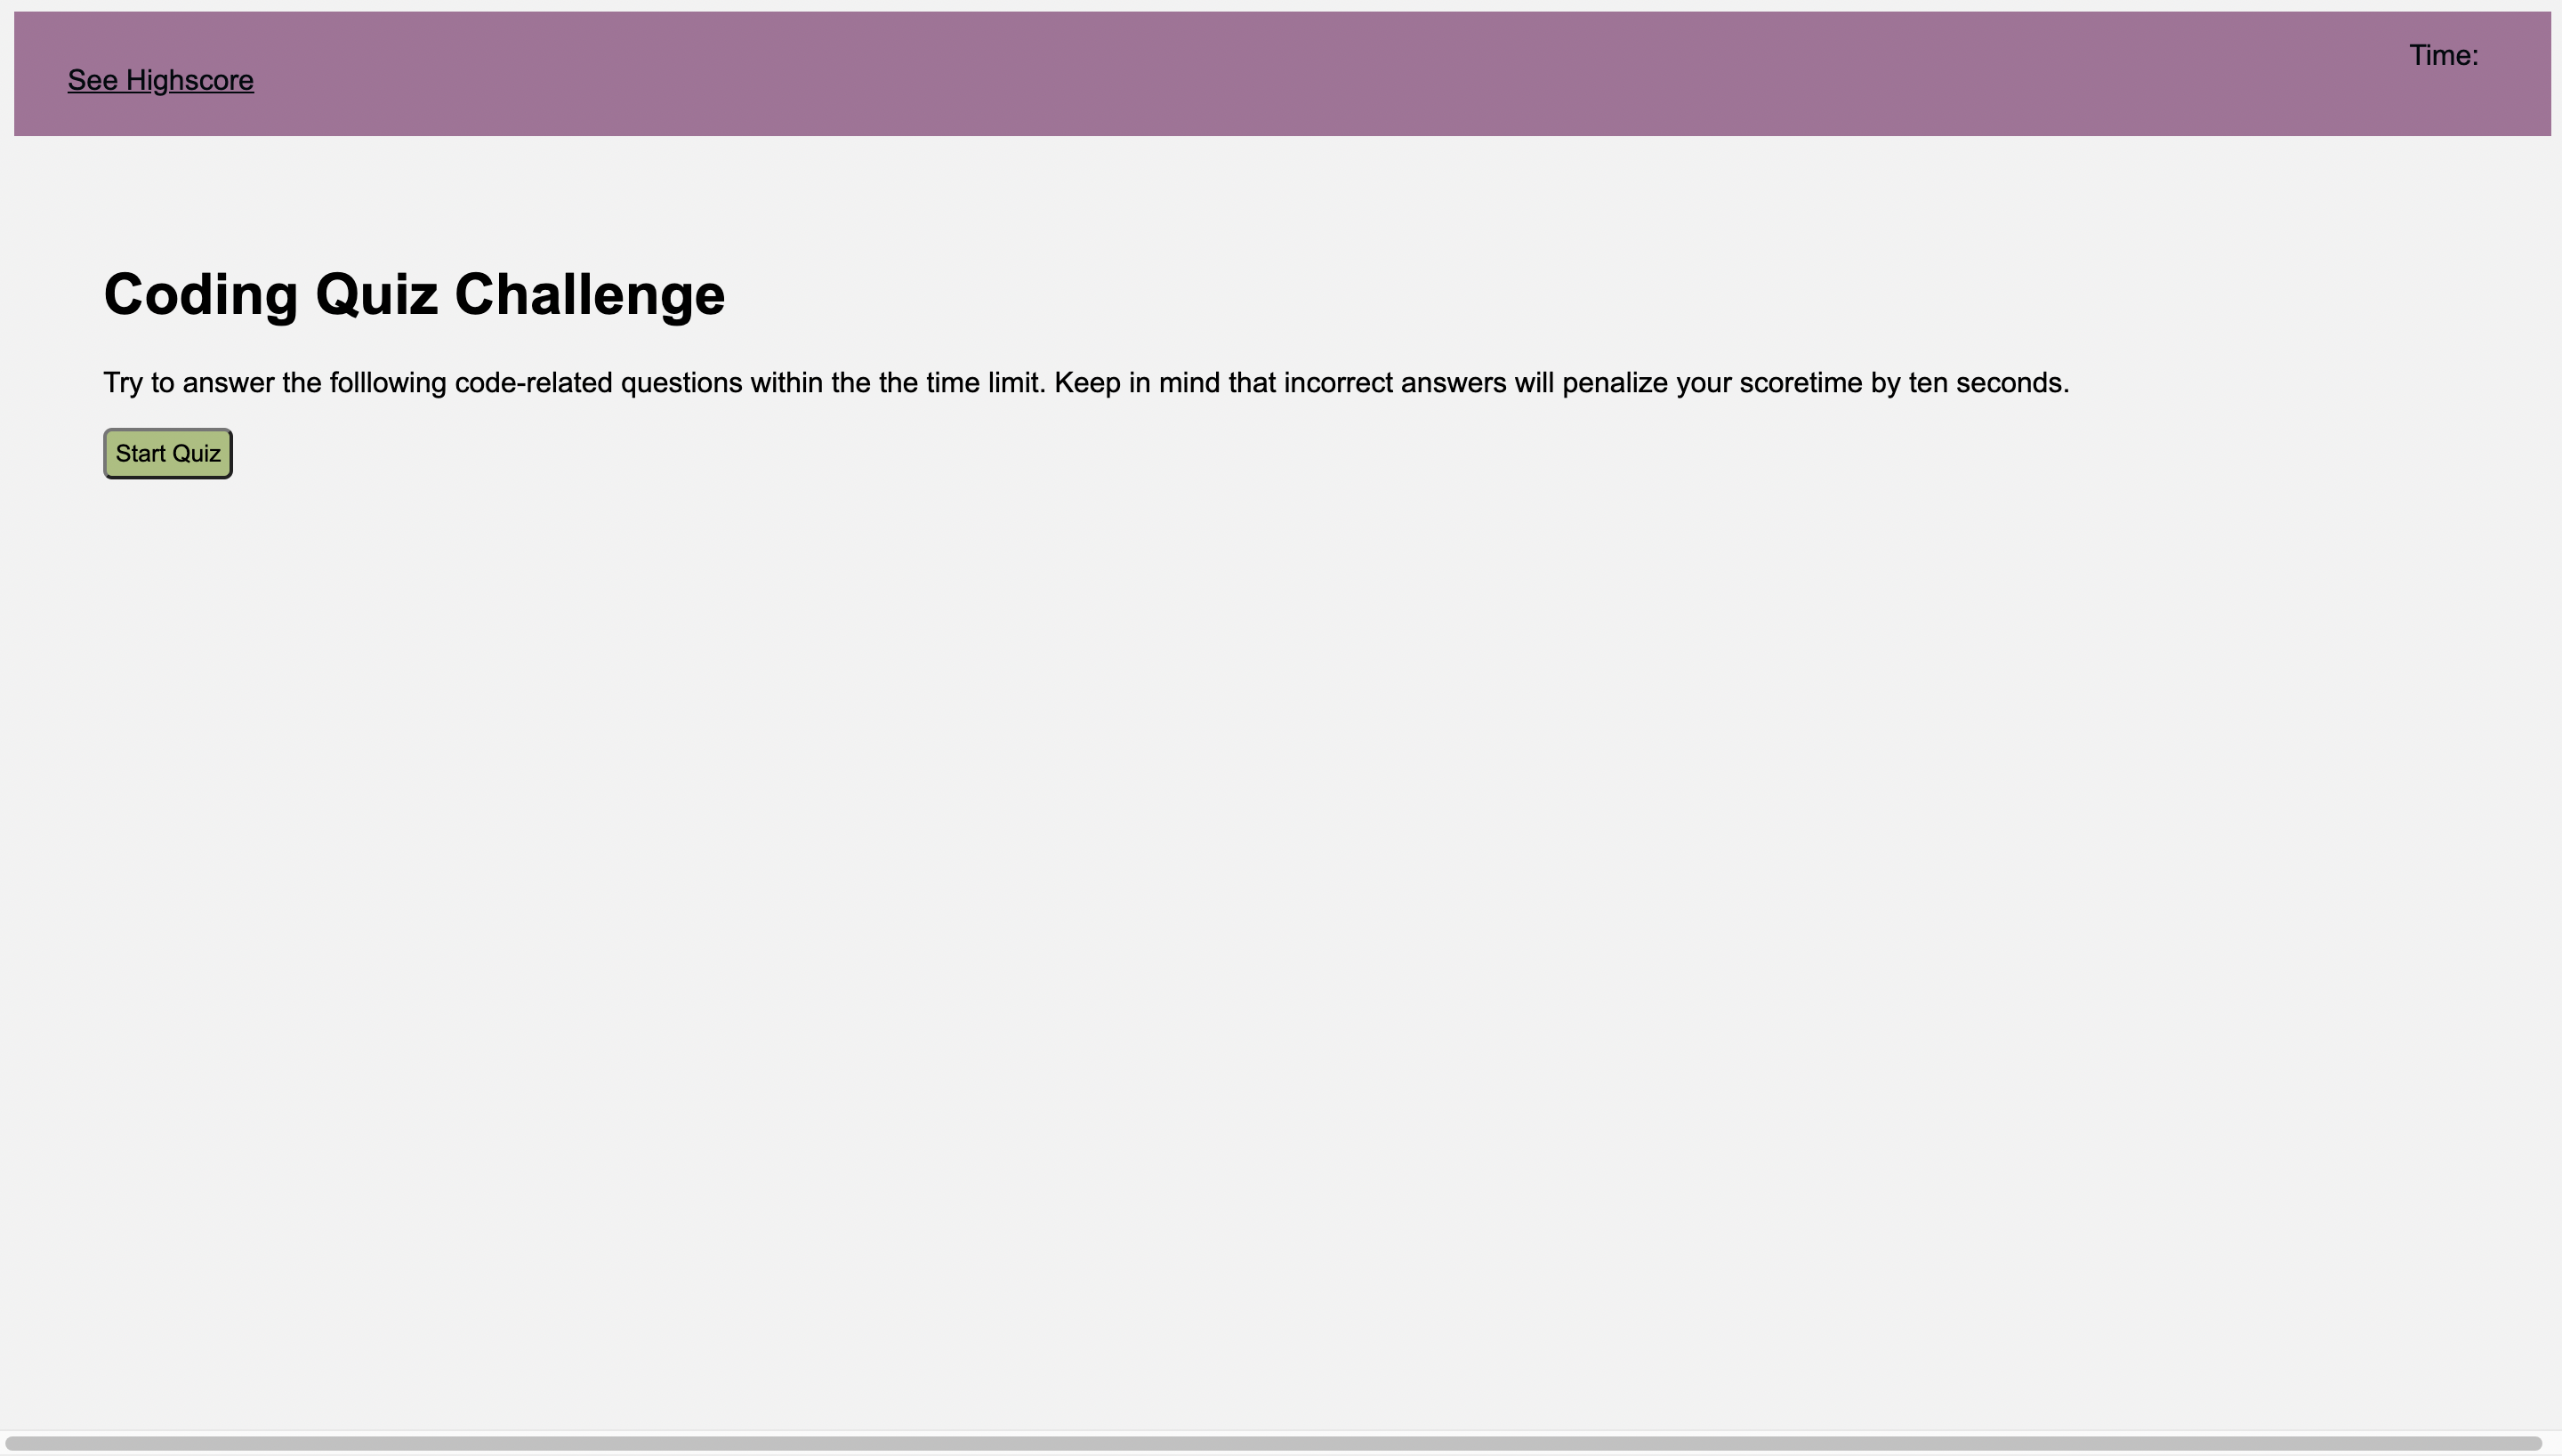 See Highscore
Time:
Coding Quiz Challenge
Try to answer the folllowing code-related questions within the the time limit. Keep in mind that incorrect answers will penalize your scoretime by ten seconds.
Start Quiz